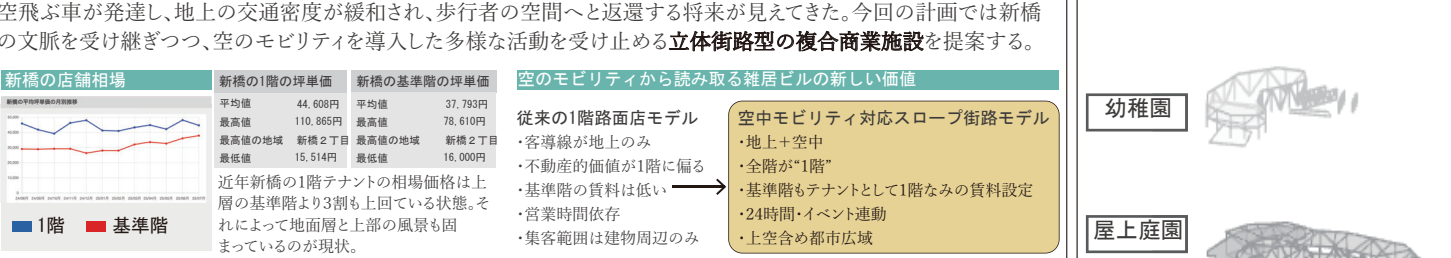 空飛ぶ車が発達し、地上の交通密度が緩和され、歩行者の空間へと返還する将来が見えてきた。今回の計画では新橋
の文脈を受け継ぎつつ、空のモビリティを導入した多様な活動を受け止める立体街路型の複合商業施設を提案する。
新橋の店舗相場
新橋の平均坪単価の月別推移
1階 基準階
新橋の1階の坪単価
平均値 44,608円
最高値 110,865円
最高値の地域 新橋2丁目
最低値 15,514円
新橋の基準階の坪単価
平均値 37,793円
最高値 78,610円
最高値の地域 新橋2丁目
最低値 16,000円
近年新橋の1階テナントの相場価格は上
層の基準階より3割も上回ている状態。そ
れによって地面層と上部の風景も固
まっているのが現状。
空のモビリティから読み取る雑居ビルの新しい価値
従来の1階路面店モデル
・客導線が地上のみ
・不動産的価値が1階に偏る
・基準階の賃料は低い
・営業時間依存
・集客範囲は建物周辺のみ
空中モビリティ対応スロープ街路モデル
・地上＋空中
・全階が“1階”
・基準階もテナントとして1階なみの賃料設定
・24時間・イベント連動
・上空含め都市広域
幼稚園
屋上庭園